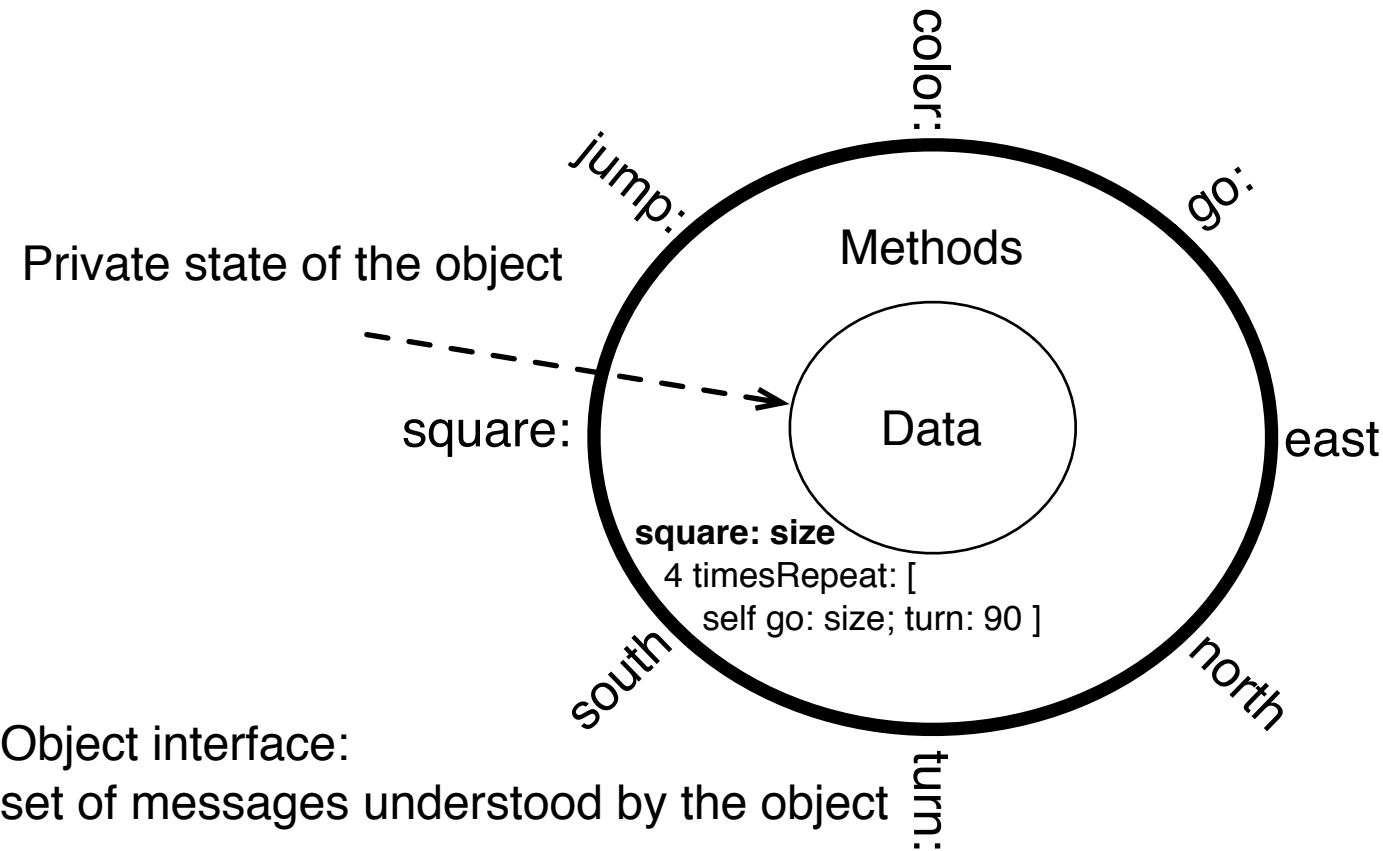 color:
jump:
go:
Private state of the object
Methods
square:
Data
east
square: size
4 timesRepeat: [
self go: size; turn: 90 ]
south
north
Object interface:
set of messages understood by the object
turn: